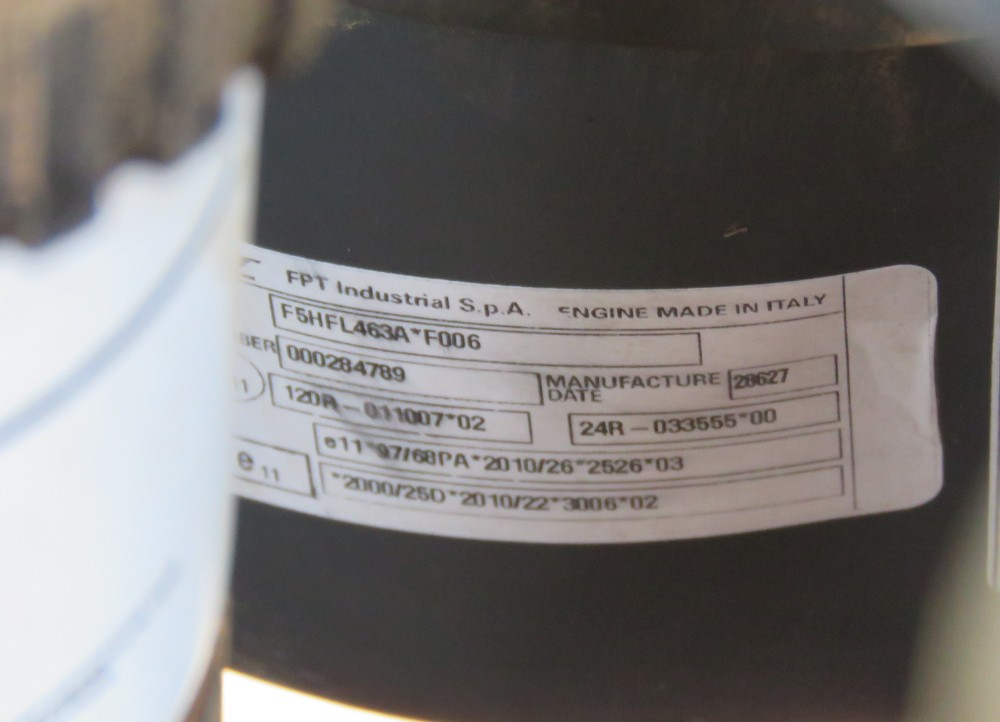 FPT Industrial S.p.A. ENGINE MADE IN ITALY
F5HFL463A*F006
BER 000284789 MANUFACTURE DATE 28627
120R-011007*02 24R-033555*00
e11*97/68PA*2010/26*2526*03
e 11 *2000/25D*2010/22*3006*02